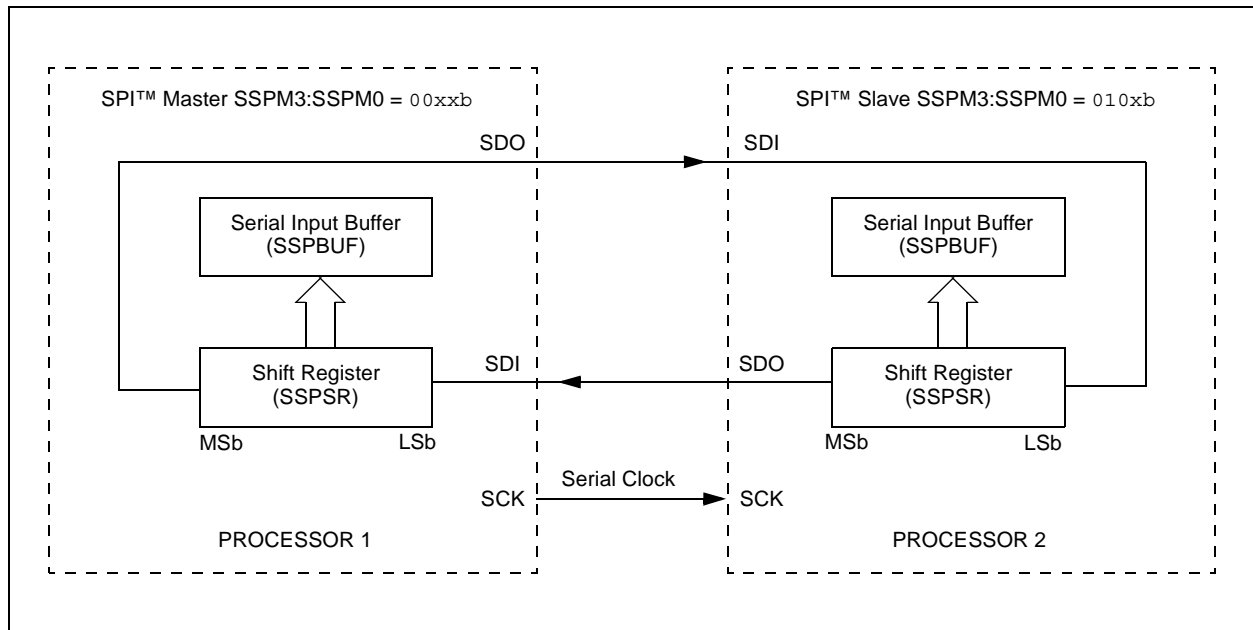 SPI™ Master SSPM3:SSPM0 = 00xxb
SPI™ Slave SSPM3:SSPM0 = 010xb
SDO
SDI
Serial Input Buffer
(SSPBUF)
Serial Input Buffer
(SSPBUF)
Shift Register
(SSPSR)
SDI
SDO
Shift Register
(SSPSR)
MSb
LSb
MSb
LSb
Serial Clock
SCK
SCK
PROCESSOR 1
PROCESSOR 2